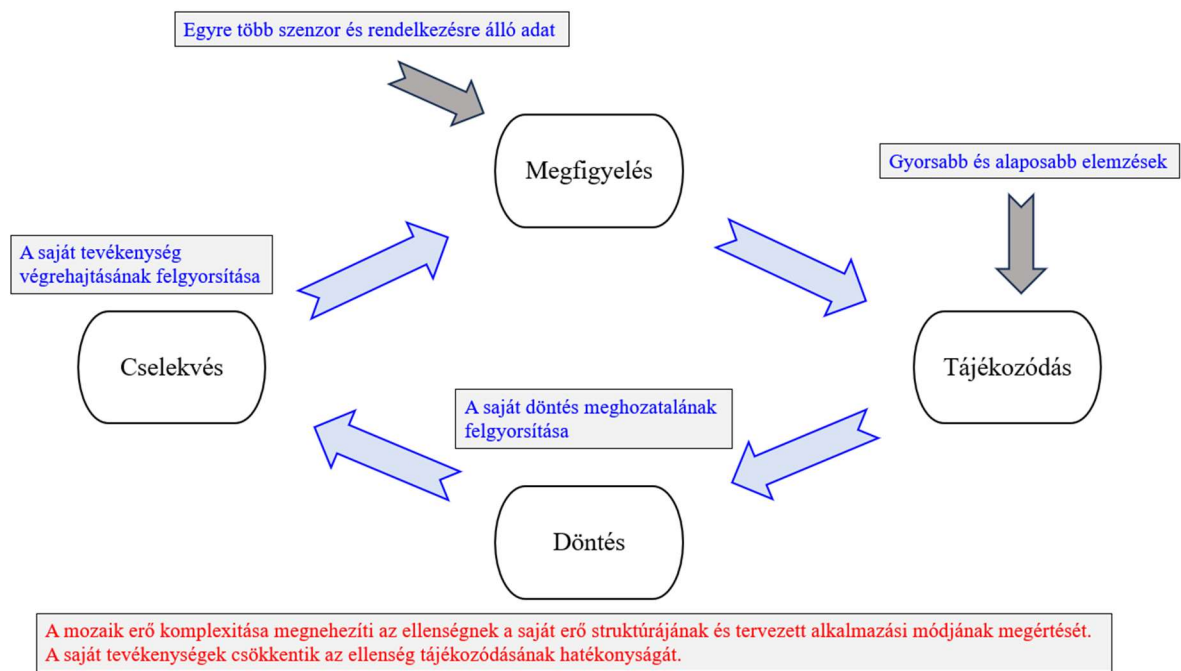 Egyre több szenzor és rendelkezésre álló adat
Megfigyelés
Gyorsabb és alaposabb elemzések
A saját tevékenység
végrehajtásának felgyorsítása
Cselekvés
Tájékozódás
A saját döntés meghozatalának
felgyorsítása
Döntés
A mozaik erő komplexitása megnehezíti az ellenségnek a saját erő struktúrájának és tervezett alkalmazási módjának megértését.
A saját tevékenységek csökkentik az ellenség tájékozódásának hatékonyságát.